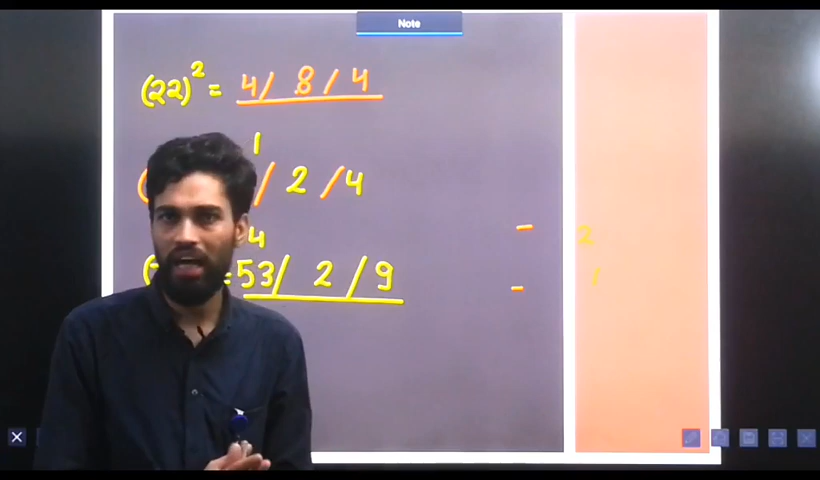 Note
(22)² = 4/ 8 / 4
1
( / 2 / 4
4
( = 53/ 2 / 9
- 2
- 1